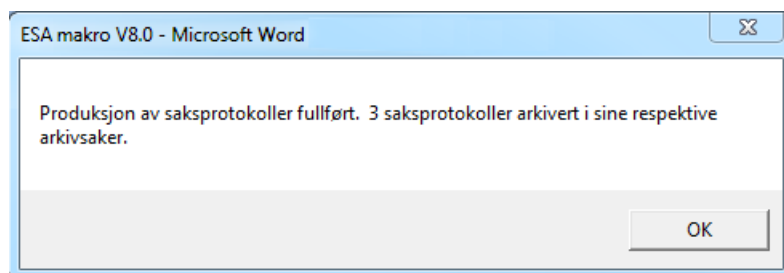 ESA makro V8.0 - Microsoft Word
Produksjon av saksprotokoller fullført.  3 saksprotokoller arkivert i sine respektive
arkivsaker.
OK